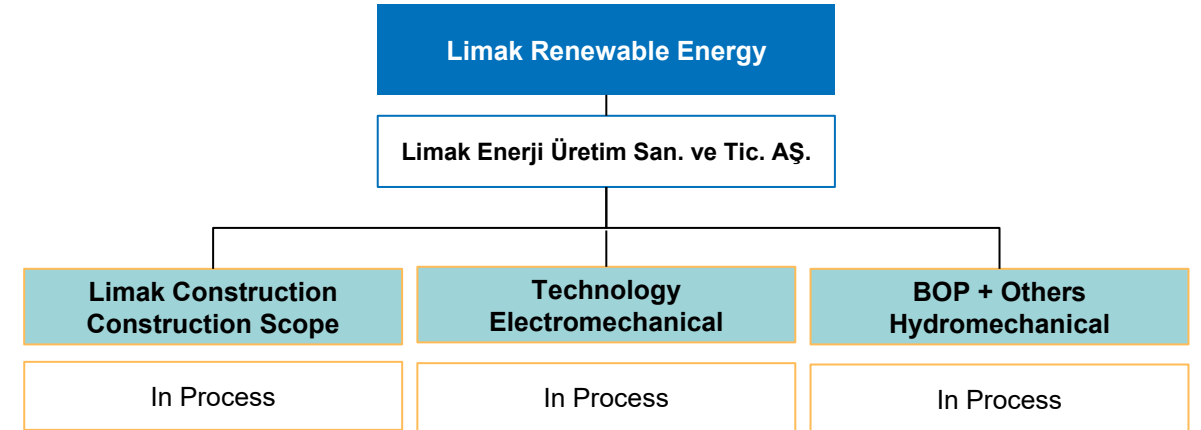 Limak Renewable Energy
Limak Enerji Üretim San. ve Tic. AŞ.
Limak Construction
Construction Scope
Technology
Electromechanical
BOP + Others
Hydromechanical
In Process
In Process
In Process